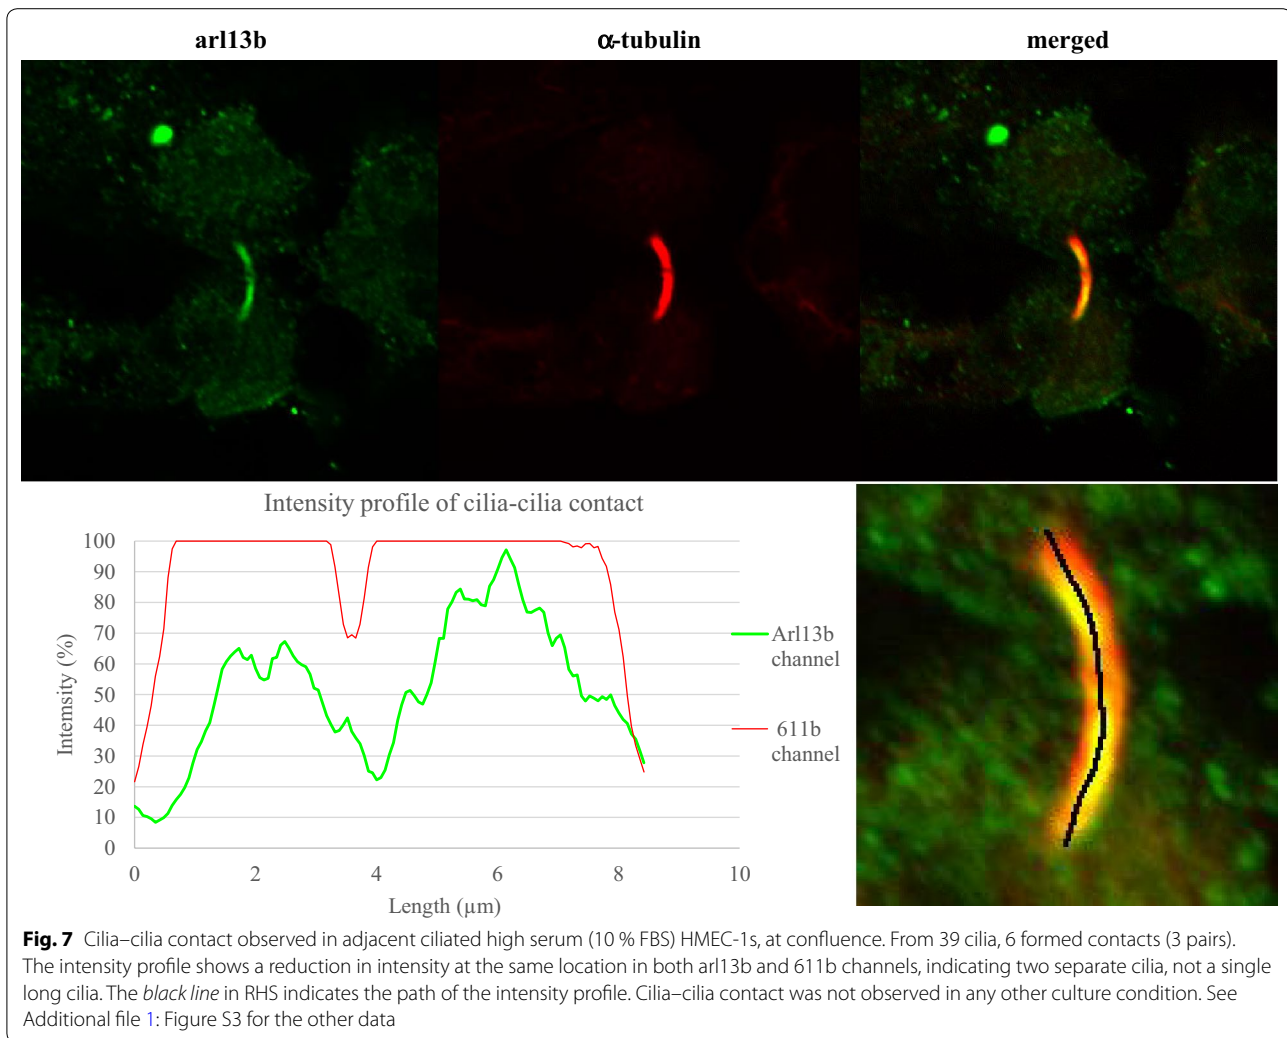 arl13b α-tubulin merged
Intensity profile of cilia-cilia contact
100
90
80
70
60
50
40
30
20
10
0
Intemsity (%)
0 2 4 6 8 10
Length (µm)
Arl13b
channel
611b
channel
Fig. 7 Cilia–cilia contact observed in adjacent ciliated high serum (10 % FBS) HMEC-1s, at confluence. From 39 cilia, 6 formed contacts (3 pairs).
The intensity profile shows a reduction in intensity at the same location in both arl13b and 611b channels, indicating two separate cilia, not a single
long cilia. The black line in RHS indicates the path of the intensity profile. Cilia–cilia contact was not observed in any other culture condition. See
Additional file 1: Figure S3 for the other data